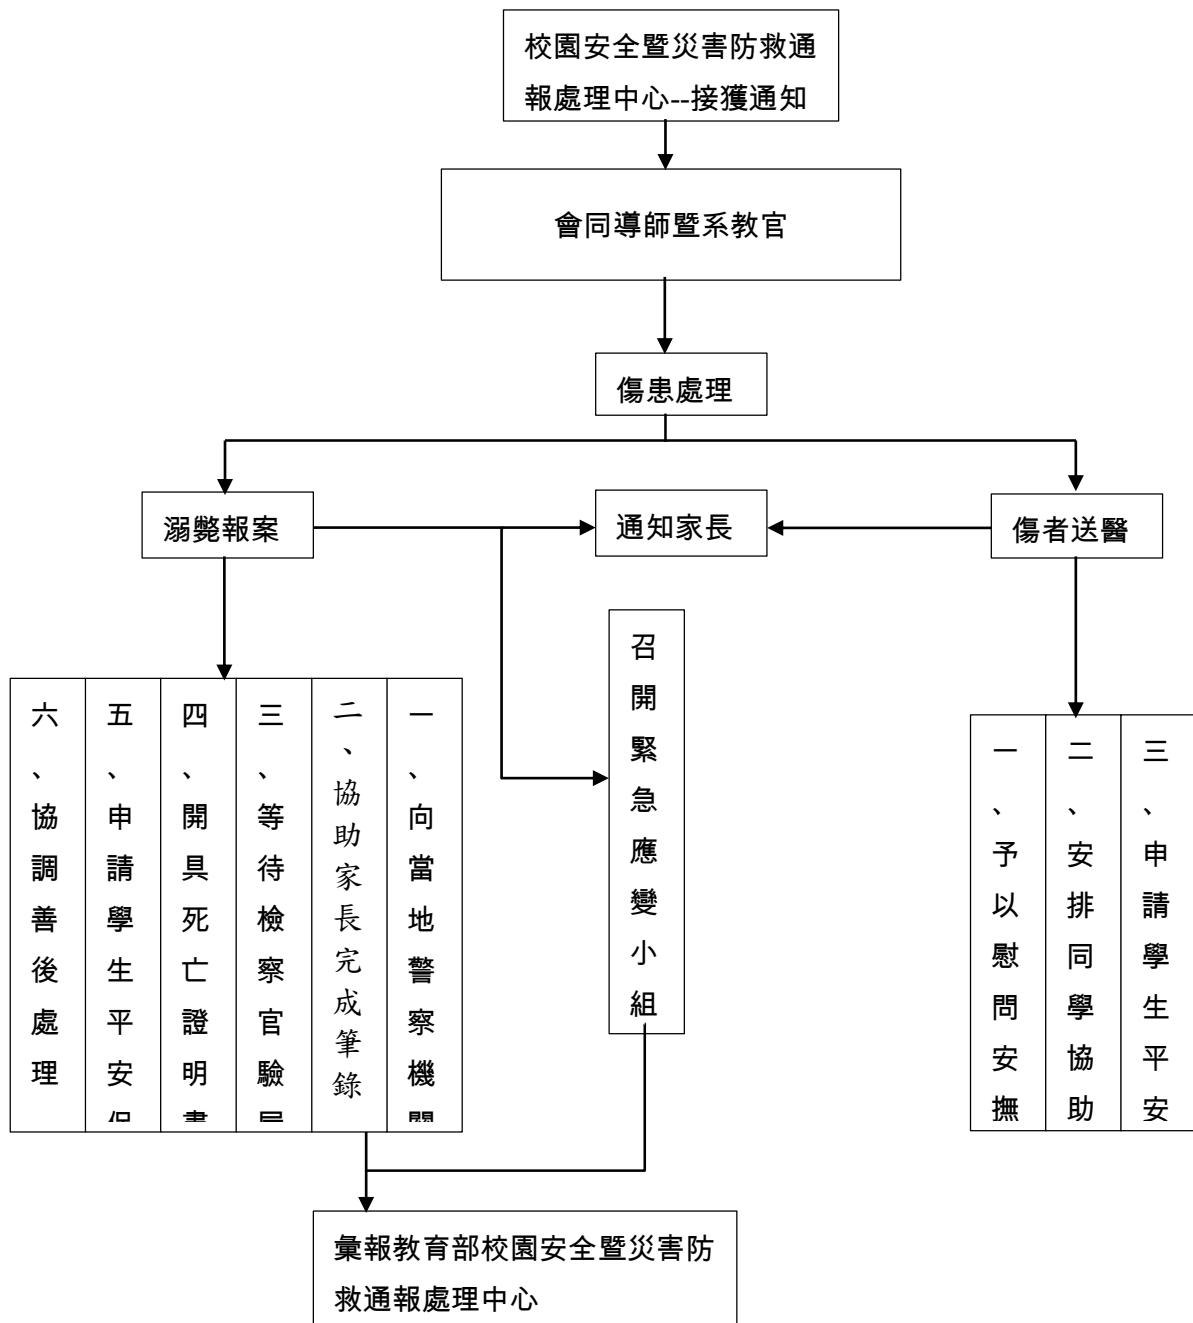 校園安全暨災害防救通
報處理中心--接獲通知
會同導師暨系教官
傷患處理
溺斃報案
通知家長
傷者送醫
召開緊急應變小組
一、向當地警察機
二、協助家長完成筆錄
三、等待檢察官驗
四、開具死亡證明
五、申請學生平安
六、協調善後處理
一、予以慰問安撫
二、安排同學協助
三、申請學生平安
彙報教育部校園安全暨災害防
救通報處理中心